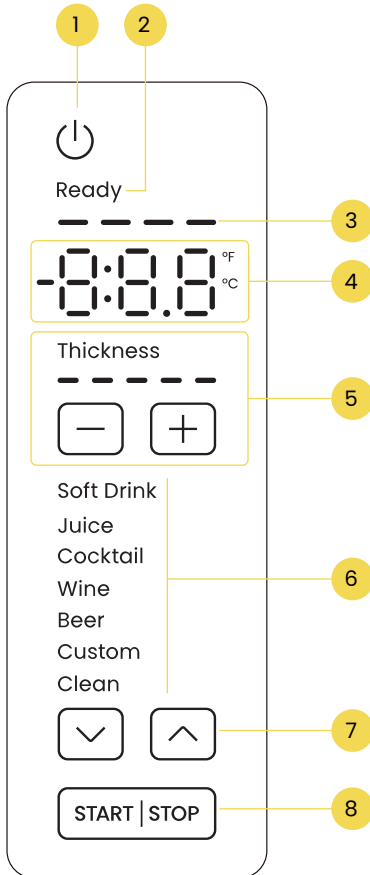 1 2
Ready
3
-8:8.8 °F
°C
4
Thickness
5
− +
Soft Drink
Juice
Cocktail
Wine
Beer
Custom
Clean
6
7
START | STOP
8